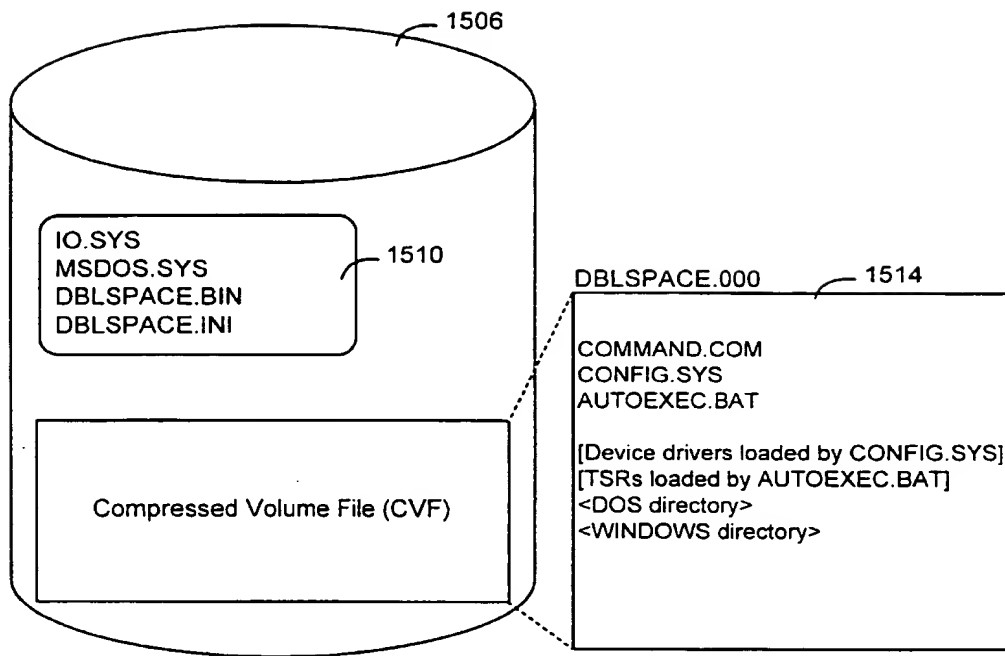 1506
IO.SYS
MSDOS.SYS
DBLSPACE.BIN
DBLSPACE.INI
1510
DBLSPACE.000
1514
COMMAND.COM
CONFIG.SYS
AUTOEXEC.BAT
[Device drivers loaded by CONFIG.SYS]
[TSRs loaded by AUTOEXEC.BAT]
<DOS directory>
<WINDOWS directory>
Compressed Volume File (CVF)